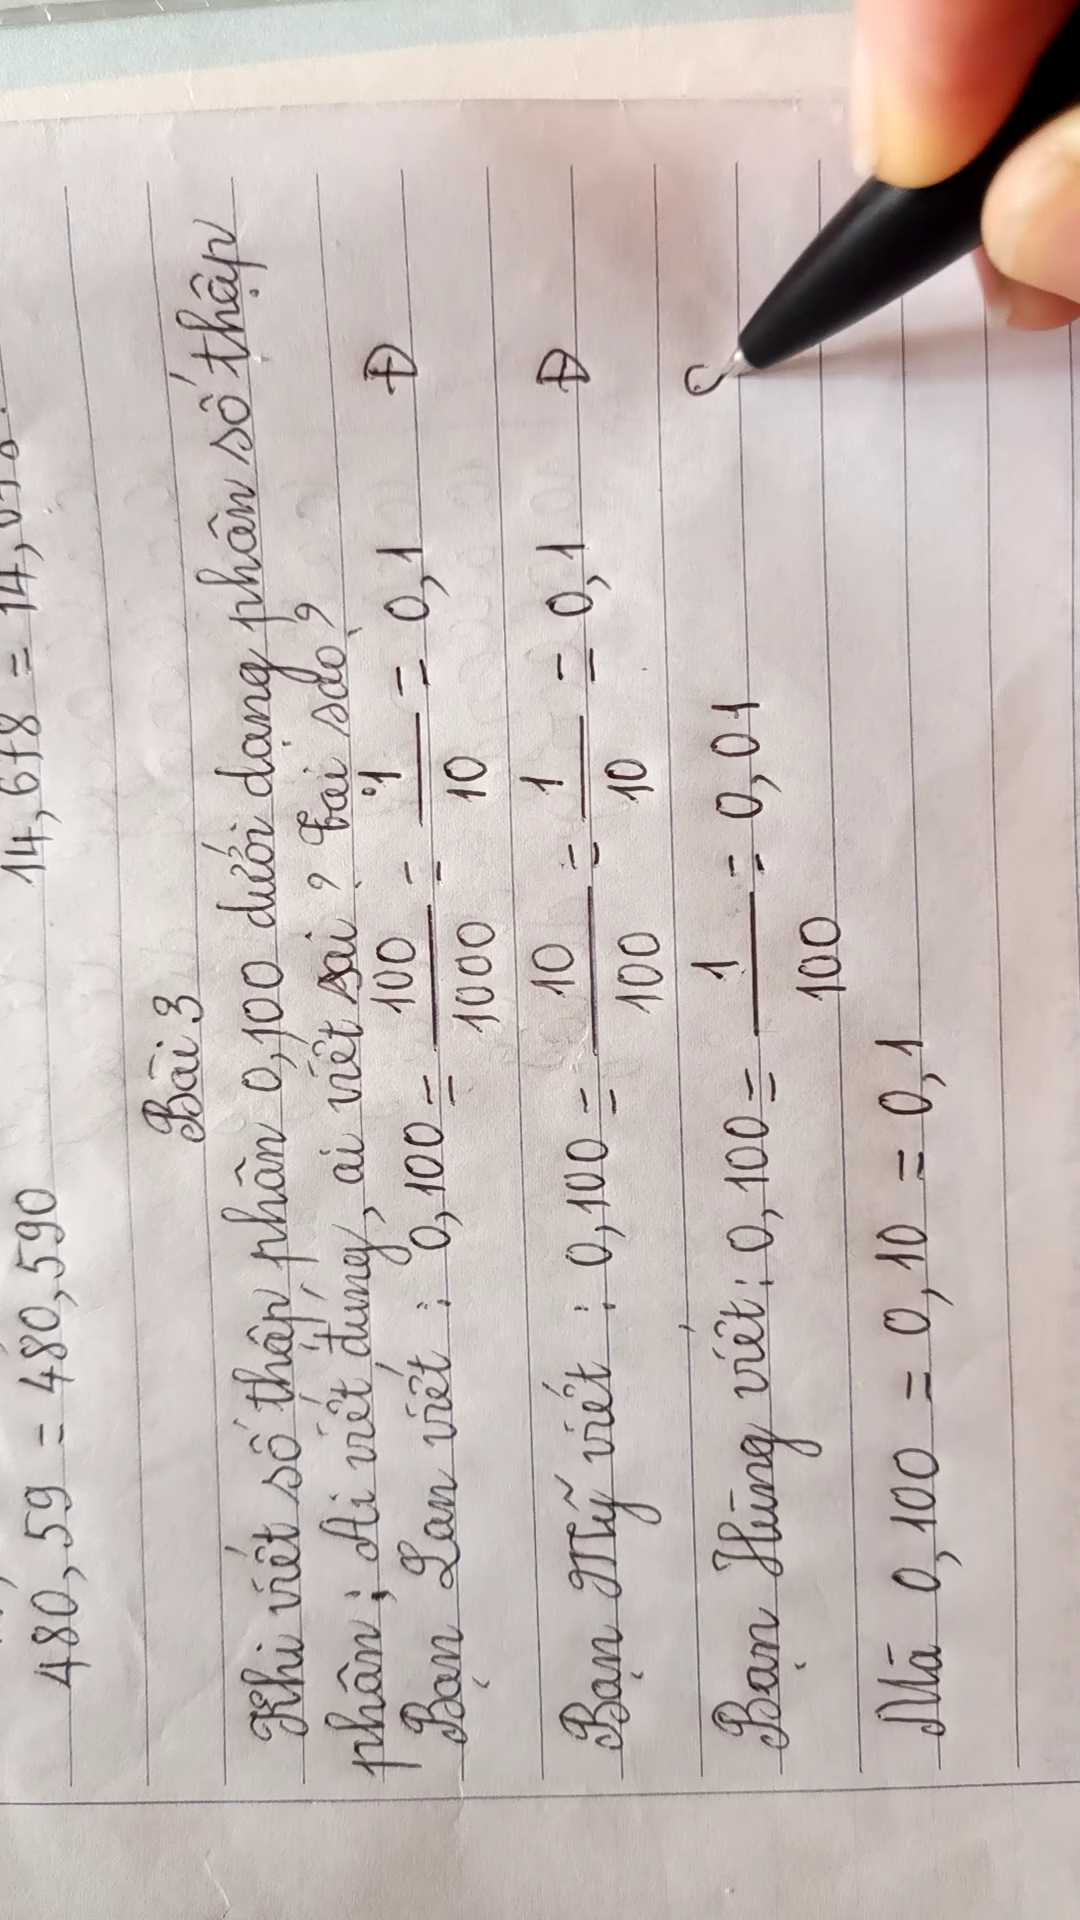 480,59 = 480,590
14,678 = 14,
Bài 3
Khi viết số thập phân 0,100 dưới dạng phân số thập
phân; Ai viết đúng, ai viết sai? Tại sao?
Bạn Lan viết: 0,100 = 100/1000 = 1/10 = 0,1 Đ
Bạn Mỹ viết: 0,100 = 10/100 = 1/10 = 0,1 Đ
Bạn Hùng viết: 0,100 = 1/100 = 0,01
Mà 0,100 = 0,10 = 0,1